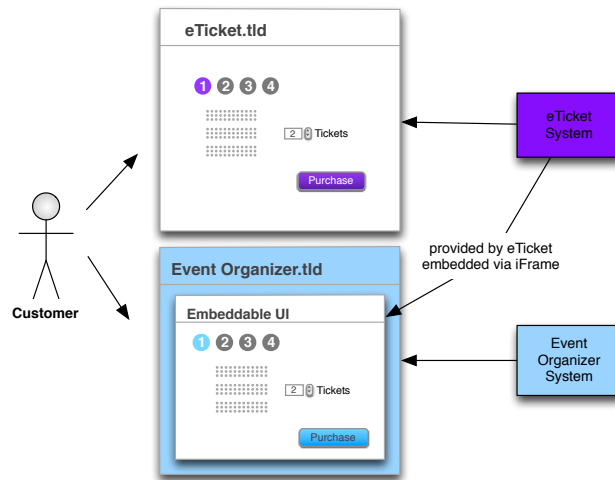 eTicket.tld
1 2 3 4
2 Tickets
Purchase
eTicket
System
provided by eTicket
embedded via iFrame
Customer
Event Organizer.tld
Embeddable UI
1 2 3 4
2 Tickets
Purchase
Event
Organizer
System